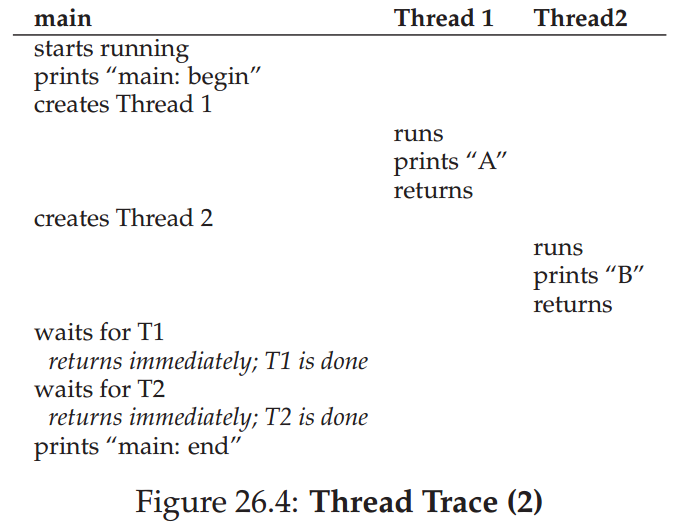 main Thread 1 Thread2
starts running
prints “main: begin”
creates Thread 1
runs
prints “A”
returns
creates Thread 2
runs
prints “B”
returns
waits for T1
returns immediately; T1 is done
waits for T2
returns immediately; T2 is done
prints “main: end”
Figure 26.4: Thread Trace (2)